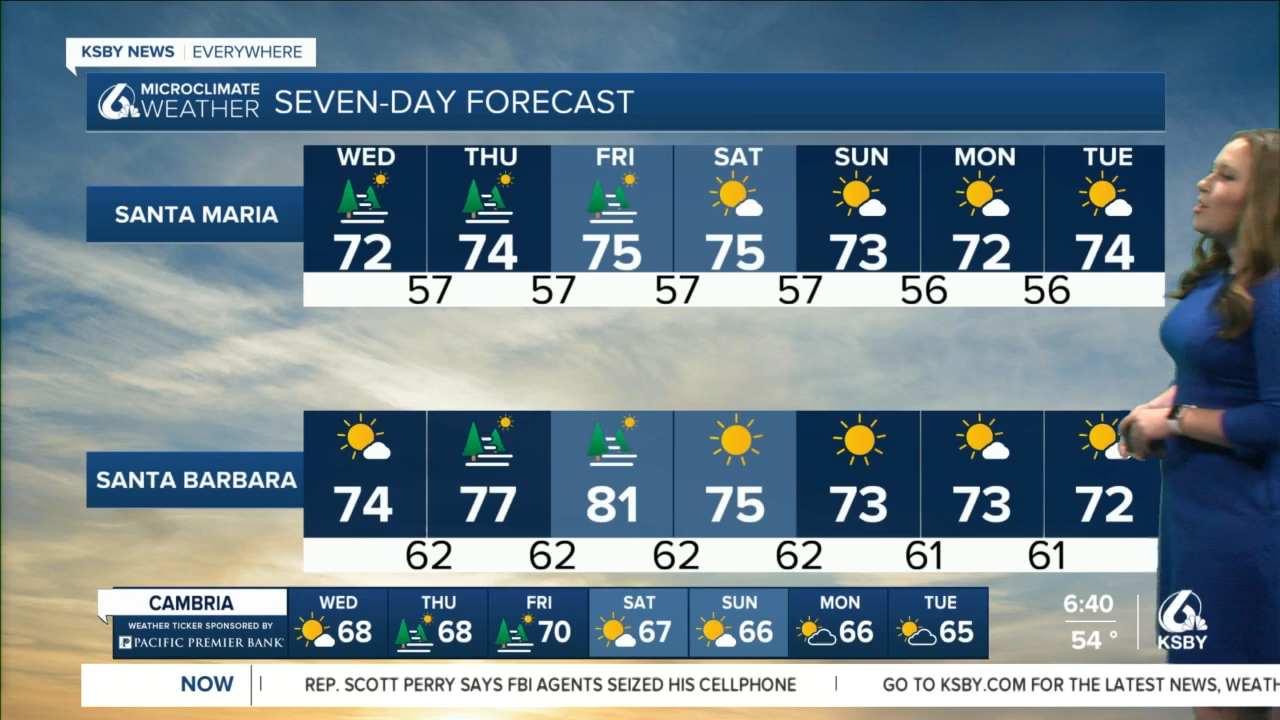 KSBY NEWS | EVERYWHERE
6 MICROCLIMATE WEATHER SEVEN-DAY FORECAST
WED THU FRI SAT SUN MON TUE
SANTA MARIA
72 74 75 75 73 72 74
57 57 57 57 56 56
SANTA BARBARA
74 77 81 75 73 73 72
62 62 62 62 61 61
CAMBRIA
WEATHER TICKER SPONSORED BY
PACIFIC PREMIER BANK
WED THU FRI SAT SUN MON TUE
68 68 70 67 66 66 65
6:40
54 °
6
KSBY
NOW | REP. SCOTT PERRY SAYS FBI AGENTS SEIZED HIS CELLPHONE | GO TO KSBY.COM FOR THE LATEST NEWS, WEATH